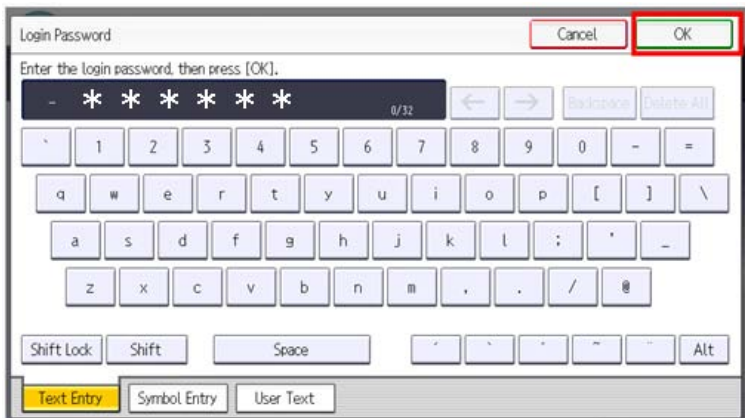 Login Password Cancel OK
Enter the login password, then press [OK].
- * * * * * * 0/32 ← → Backspace Delete All
` 1 2 3 4 5 6 7 8 9 0 - =
q w e r t y u i o p [ ] \
a s d f g h j k l ; ' _
z x c v b n m , . / @
Shift Lock Shift Space ´ ` ^ ~ ¨ Alt
Text Entry Symbol Entry User Text